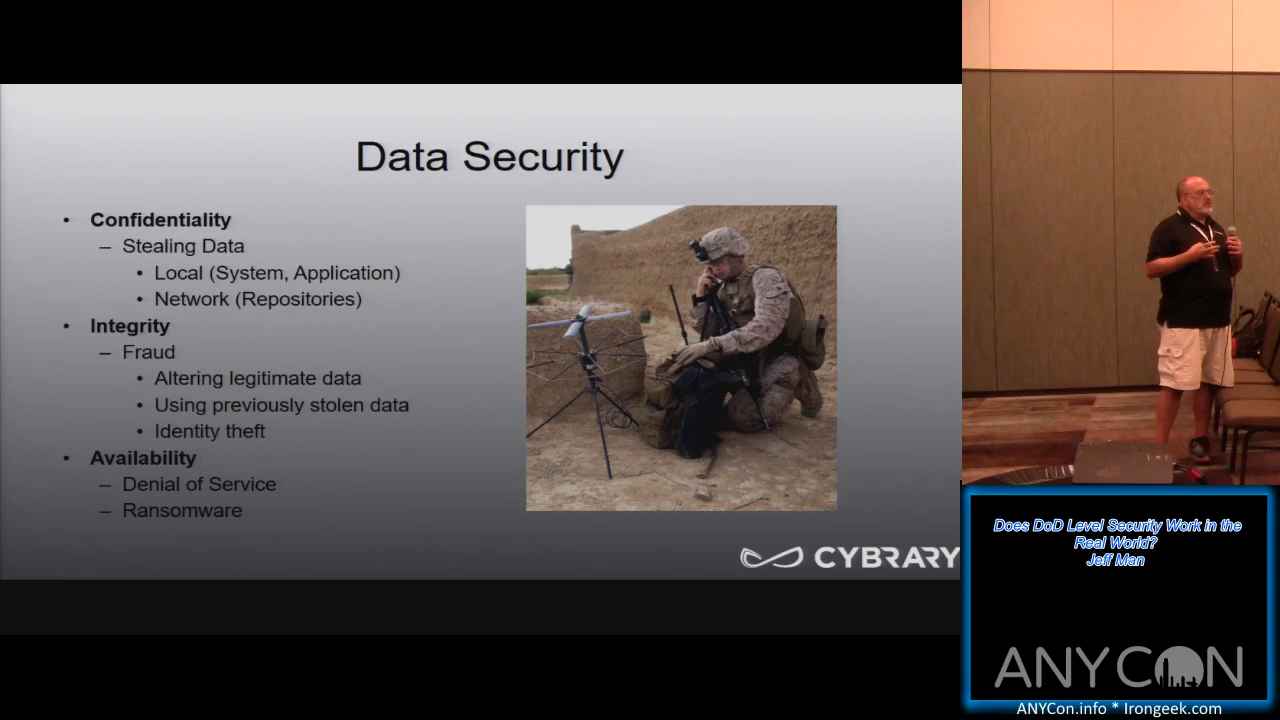 Data Security
• Confidentiality
– Stealing Data
• Local (System, Application)
• Network (Repositories)
• Integrity
– Fraud
• Altering legitimate data
• Using previously stolen data
• Identity theft
• Availability
– Denial of Service
– Ransomware
CYBRARY
Does DoD Level Security Work in the
Real World?
Jeff Man
ANYCON
ANYCon.info * Irongeek.com